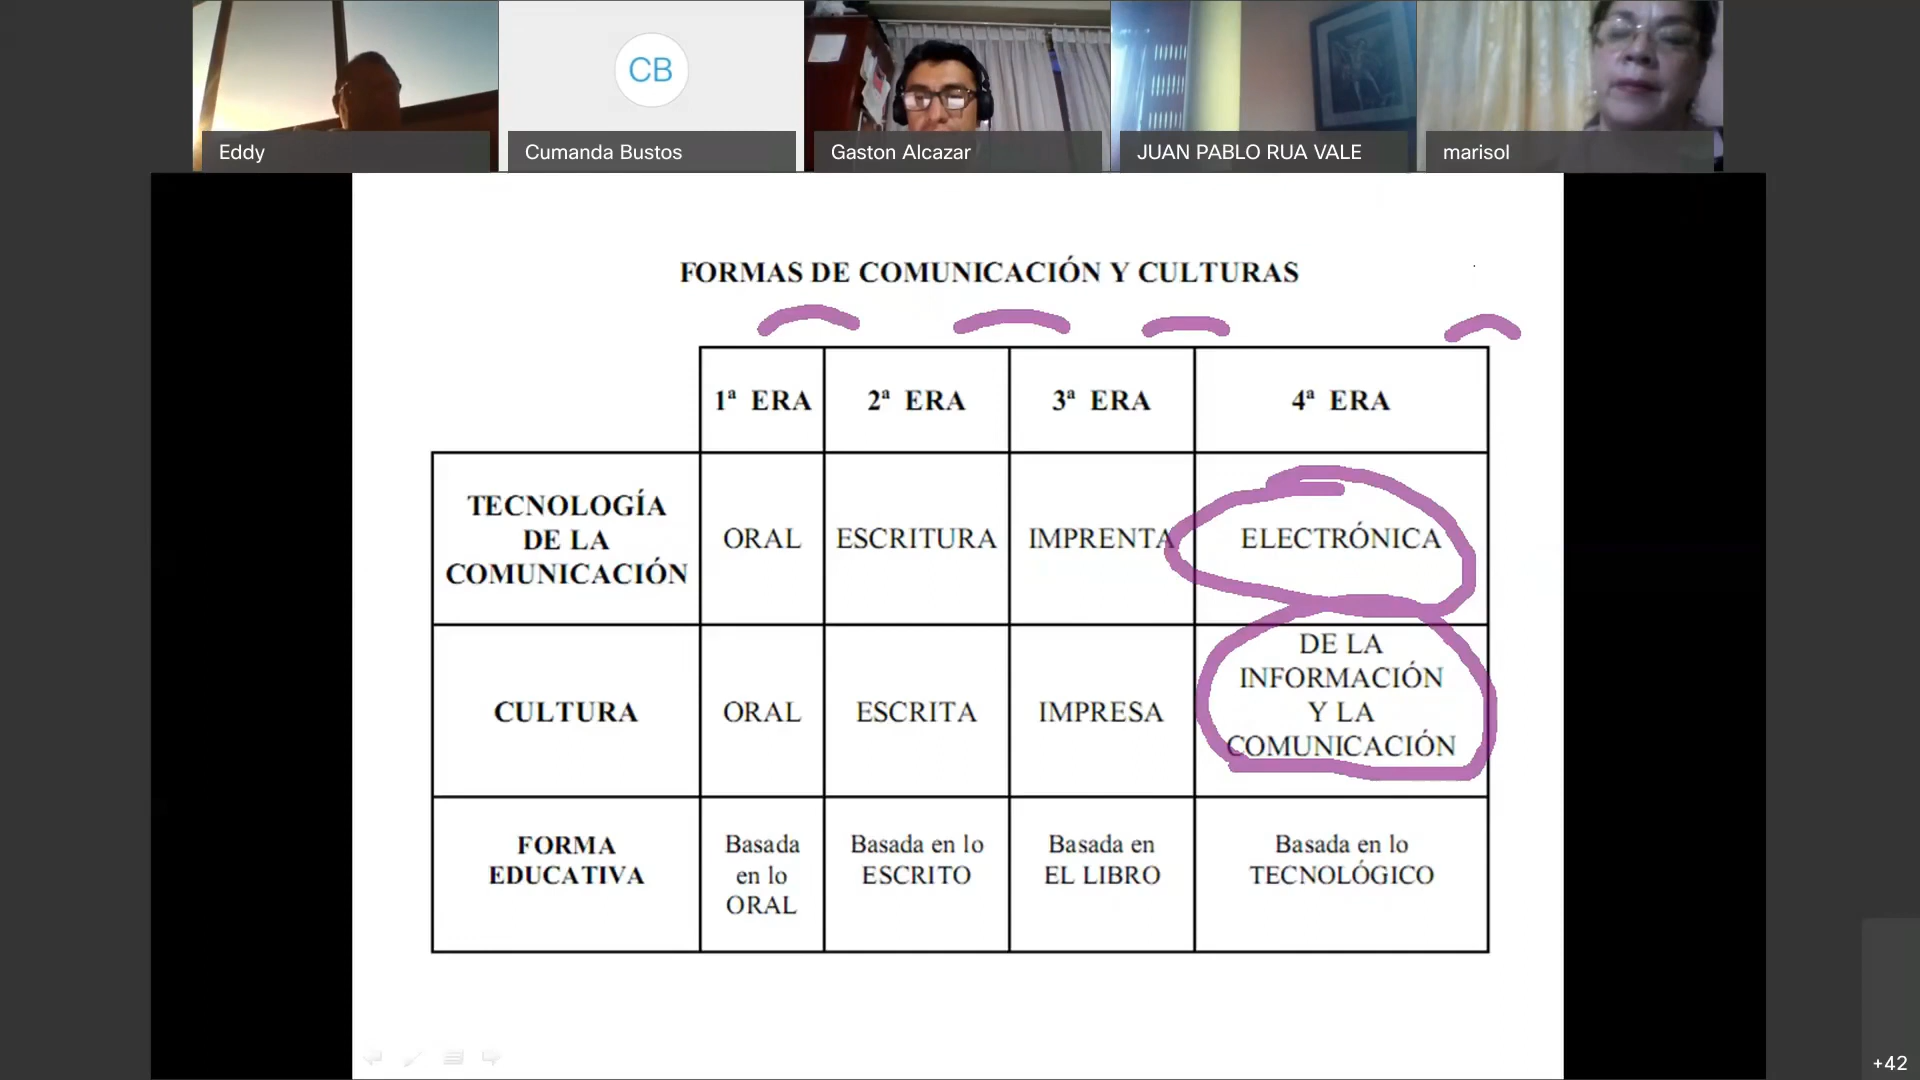 CB
Eddy
Cumanda Bustos
Gaston Alcazar
JUAN PABLO RUA VALE
marisol
FORMAS DE COMUNICACIÓN Y CULTURAS
1ª ERA
2ª ERA
3ª ERA
4ª ERA
TECNOLOGÍA
DE LA
COMUNICACIÓN
ORAL
ESCRITURA
IMPRENTA
ELECTRÓNICA
CULTURA
ORAL
ESCRITA
IMPRESA
DE LA
INFORMACIÓN
Y LA
COMUNICACIÓN
FORMA
EDUCATIVA
Basada
en lo
ORAL
Basada en lo
ESCRITO
Basada en
EL LIBRO
Basada en lo
TECNOLÓGICO
+42